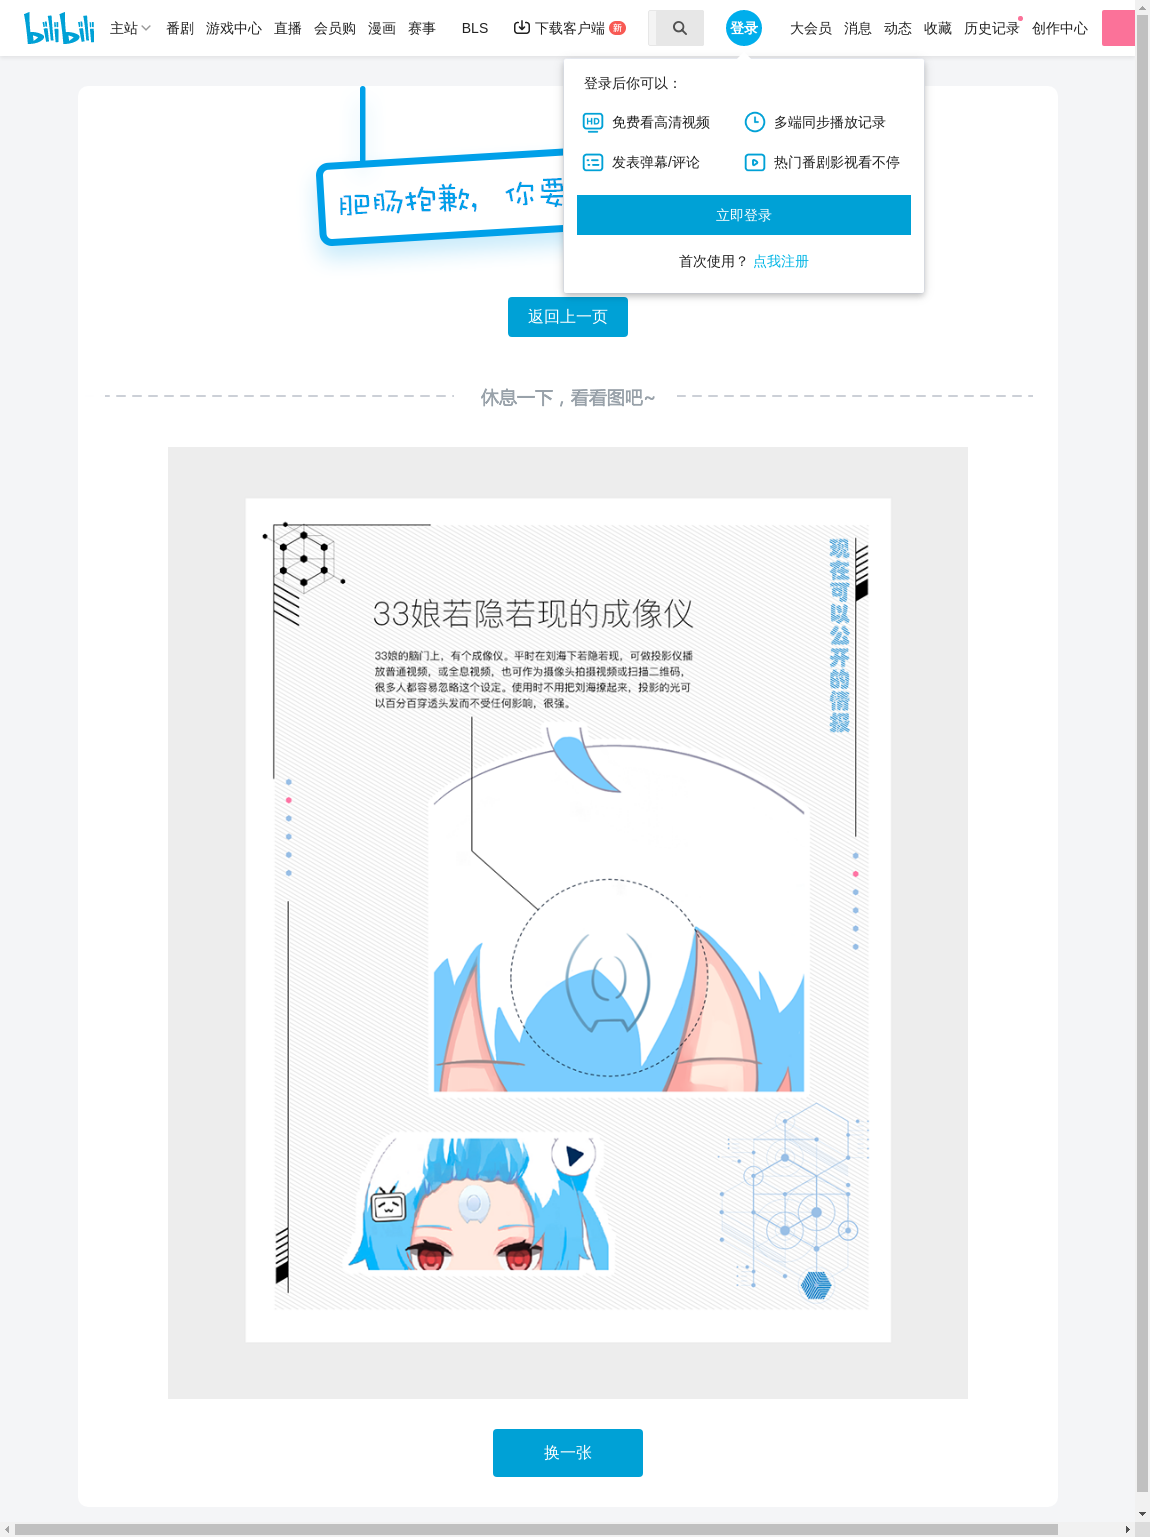 bilibili
主站 番剧 游戏中心 直播 会员购 漫画 赛事 BLS 下载客户端 新 登录 大会员 消息 动态 收藏 历史记录 创作中心
登录后你可以：
HD 免费看高清视频 多端同步播放记录
发表弹幕/评论 热门番剧影视看不停
立即登录
首次使用？ 点我注册
肥肠抱歉，你要
返回上一页
休息一下，看看图吧~
现在可以公开的情报
33娘若隐若现的成像仪
33娘的脑门上，有个成像仪。平时在刘海下若隐若现，可做投影仪播
放普通视频，或全息视频，也可作为摄像头拍摄视频或扫描二维码，
很多人都容易忽略这个设定。使用时不用把刘海撩起来，投影的光可
以百分百穿透头发而不受任何影响，很强。
换一张